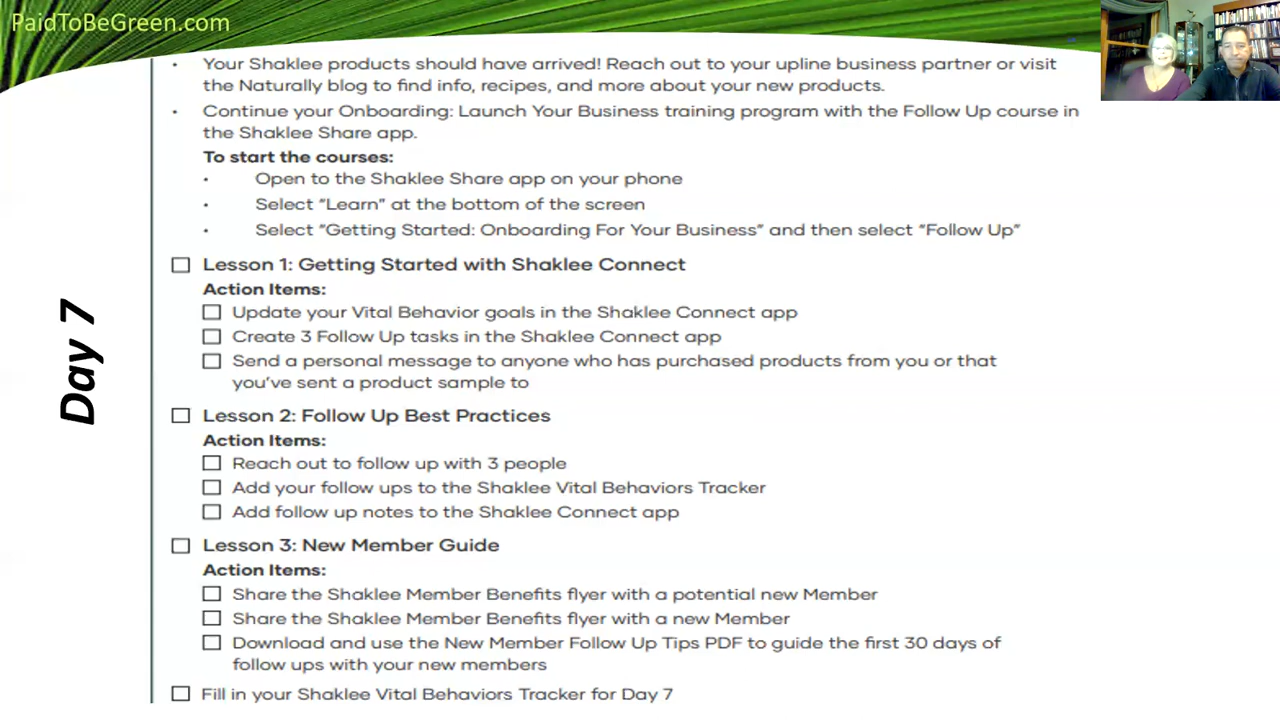 PaidToBeGreen.com
• Your Shaklee products should have arrived! Reach out to your upline business partner or visit
the Naturally blog to find info, recipes, and more about your new products.
• Continue your Onboarding: Launch Your Business training program with the Follow Up course in
the Shaklee Share app.
To start the courses:
• Open to the Shaklee Share app on your phone
• Select “Learn” at the bottom of the screen
• Select “Getting Started: Onboarding For Your Business” and then select “Follow Up”
Day 7
Lesson 1: Getting Started with Shaklee Connect
Action Items:
Update your Vital Behavior goals in the Shaklee Connect app
Create 3 Follow Up tasks in the Shaklee Connect app
Send a personal message to anyone who has purchased products from you or that
you’ve sent a product sample to
Lesson 2: Follow Up Best Practices
Action Items:
Reach out to follow up with 3 people
Add your follow ups to the Shaklee Vital Behaviors Tracker
Add follow up notes to the Shaklee Connect app
Lesson 3: New Member Guide
Action Items:
Share the Shaklee Member Benefits flyer with a potential new Member
Share the Shaklee Member Benefits flyer with a new Member
Download and use the New Member Follow Up Tips PDF to guide the first 30 days of
follow ups with your new members
Fill in your Shaklee Vital Behaviors Tracker for Day 7